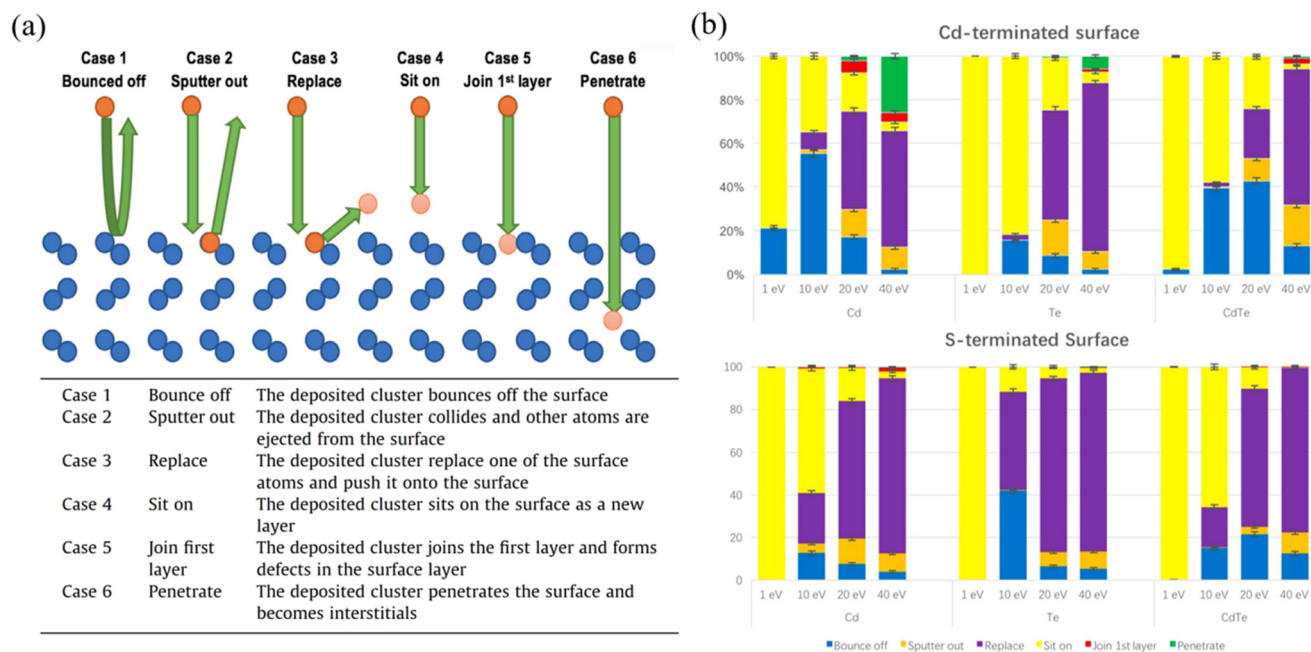 (a)
Case 1
Bounced off
Case 2
Sputter out
Case 3
Replace
Case 4
Sit on
Case 5
Join 1st layer
Case 6
Penetrate
Case 1 Bounce off The deposited cluster bounces off the surface
Case 2 Sputter out The deposited cluster collides and other atoms are
ejected from the surface
Case 3 Replace The deposited cluster replace one of the surface
atoms and push it onto the surface
Case 4 Sit on The deposited cluster sits on the surface as a new
layer
Case 5 Join first The deposited cluster joins the first layer and forms
layer defects in the surface layer
Case 6 Penetrate The deposited cluster penetrates the surface and
becomes interstitials
(b)
Cd-terminated surface
100%
80%
60%
40%
20%
0%
1 eV 10 eV 20 eV 40 eV 1 eV 10 eV 20 eV 40 eV 1 eV 10 eV 20 eV 40 eV
Cd Te CdTe
S-terminated Surface
100
80
60
40
20
0
1 eV 10 eV 20 eV 40 eV 1 eV 10 eV 20 eV 40 eV 1 eV 10 eV 20 eV 40 eV
Cd Te CdTe
Bounce off Sputter out Replace Sit on Join 1st layer Penetrate